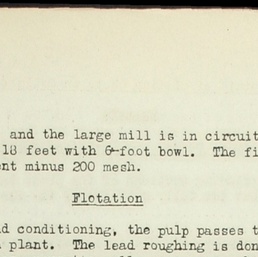 and the large mill is in circuit
18 feet with 6-foot bowl. The fi
nt minus 200 mesh.
Flotation
d conditioning, the pulp passes t
plant. The lead roughing is don